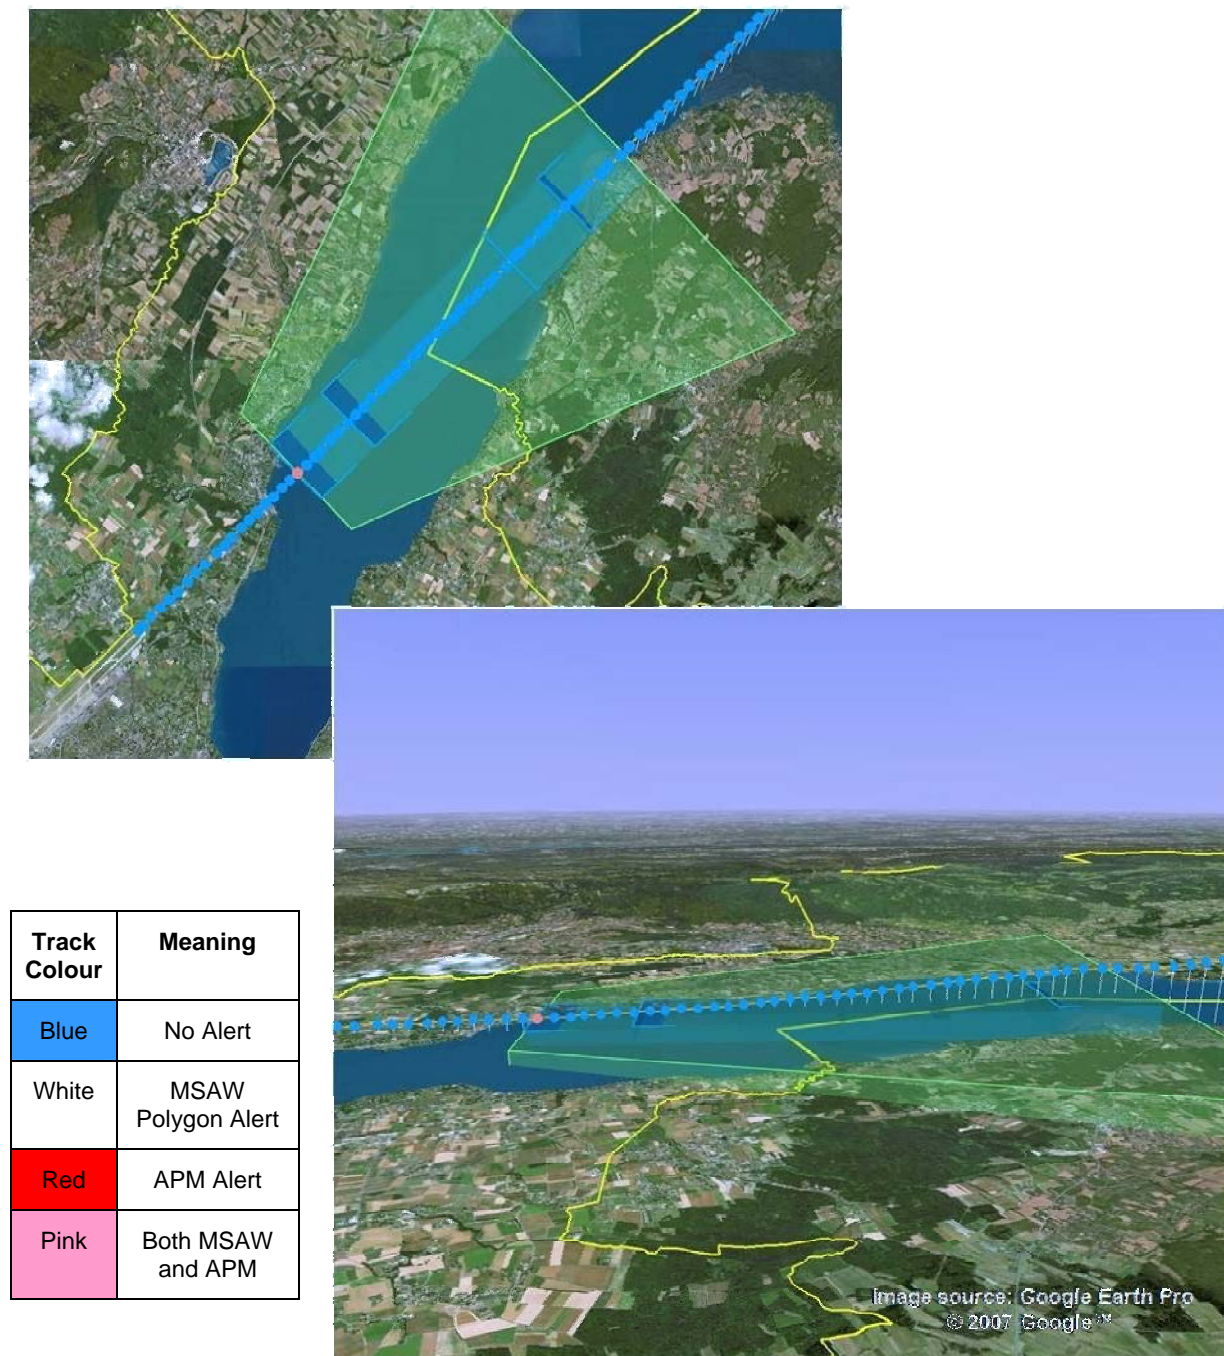 Track Colour
Meaning
Blue
No Alert
White
MSAW
Polygon Alert
Red
APM Alert
Pink
Both MSAW
and APM
Image source: Google Earth Pro
© 2007 Google™